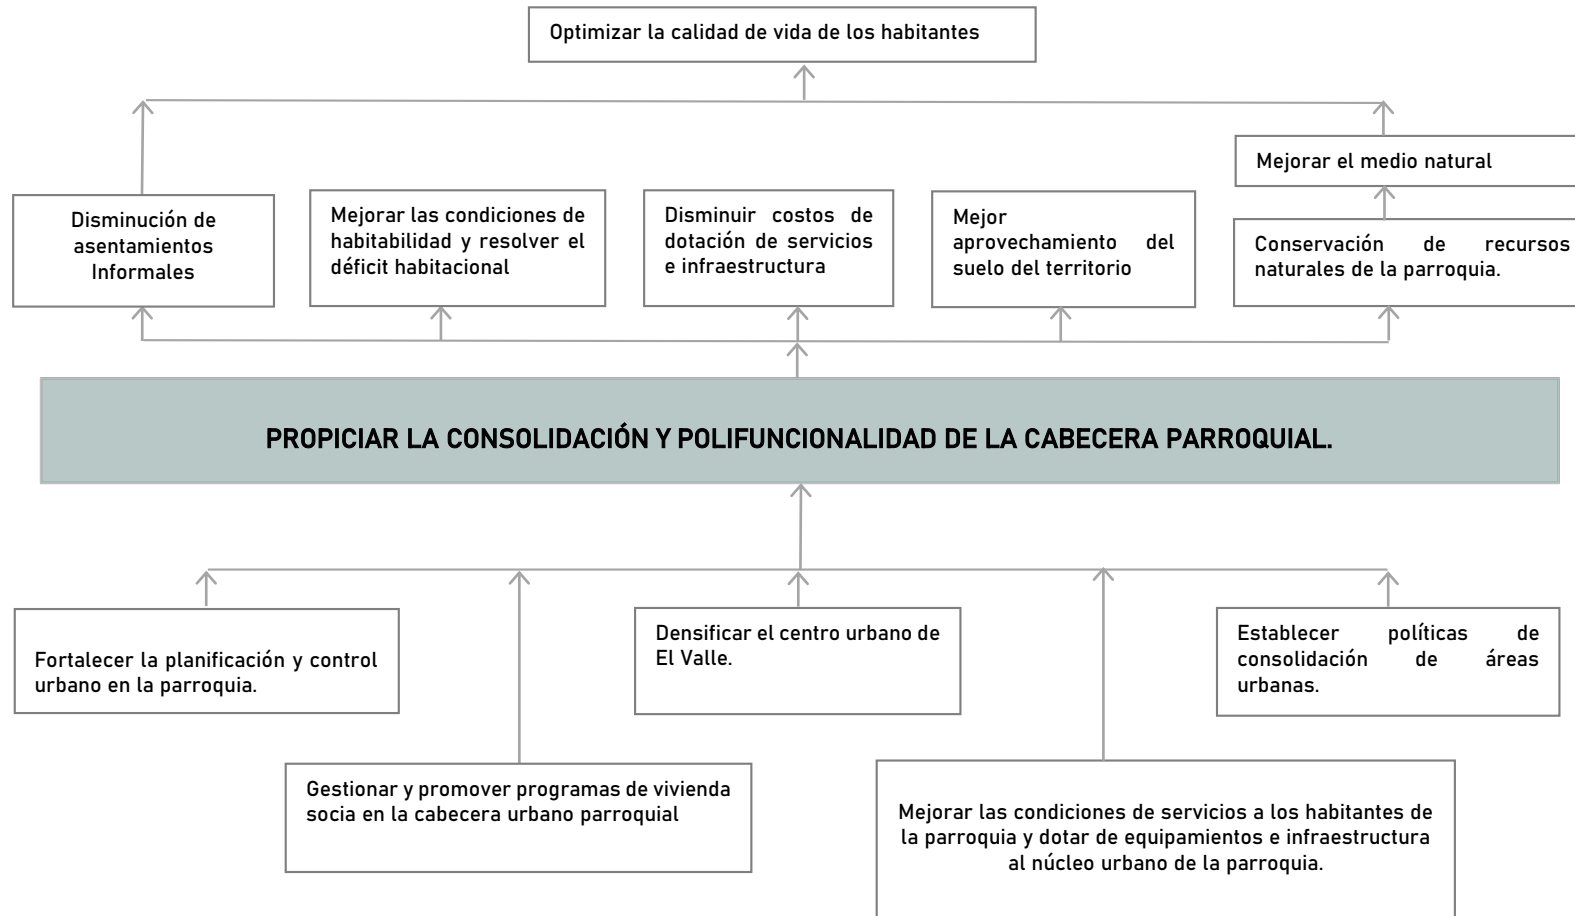 Optimizar la calidad de vida de los habitantes
Mejorar el medio natural
Disminución de
asentamientos
Informales
Mejorar las condiciones de
habitabilidad y resolver el
déficit habitacional
Disminuir costos de
dotación de servicios
e infraestructura
Mejor
aprovechamiento del
suelo del territorio
Conservación de recursos
naturales de la parroquia.
PROPICIAR LA CONSOLIDACIÓN Y POLIFUNCIONALIDAD DE LA CABECERA PARROQUIAL.
Fortalecer la planificación y control
urbano en la parroquia.
Densificar el centro urbano de
El Valle.
Establecer políticas de
consolidación de áreas
urbanas.
Gestionar y promover programas de vivienda
socia en la cabecera urbano parroquial
Mejorar las condiciones de servicios a los habitantes de
la parroquia y dotar de equipamientos e infraestructura
al núcleo urbano de la parroquia.